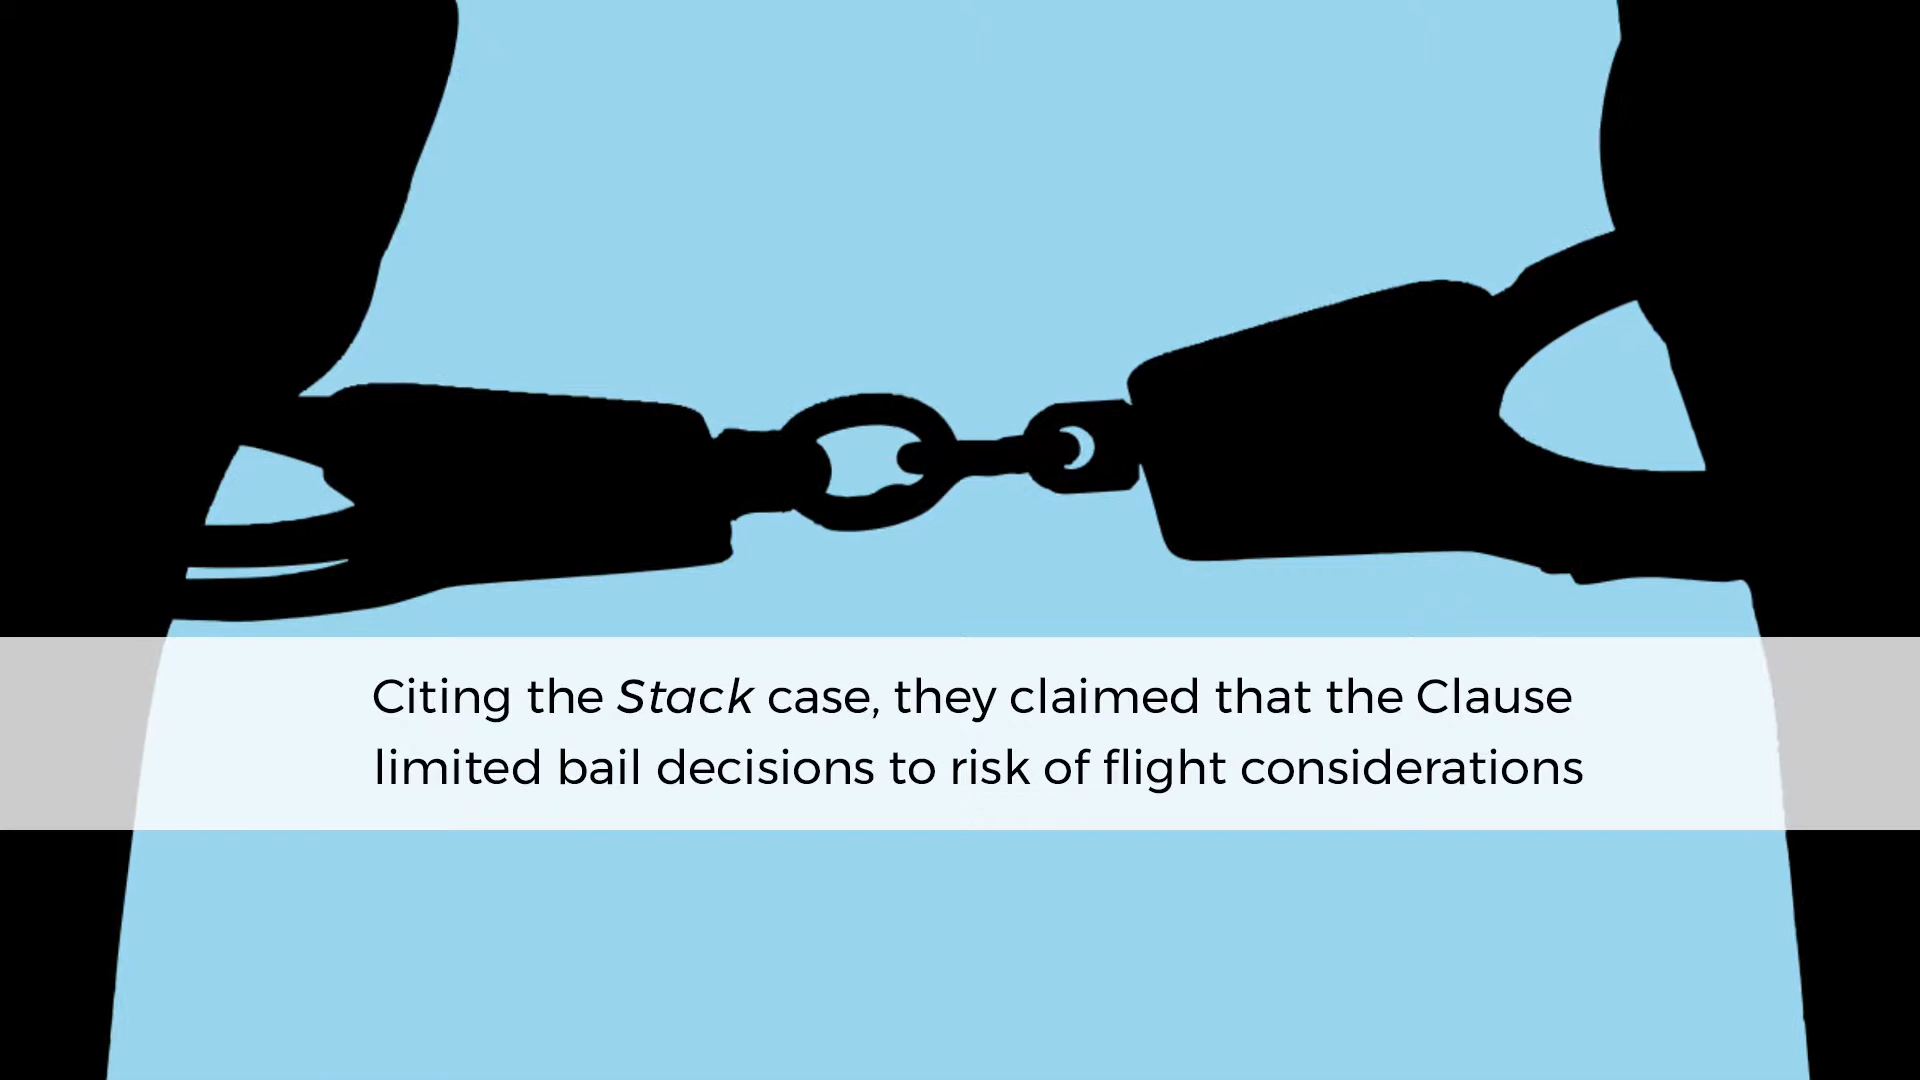 Citing the Stack case, they claimed that the Clause
limited bail decisions to risk of flight considerations